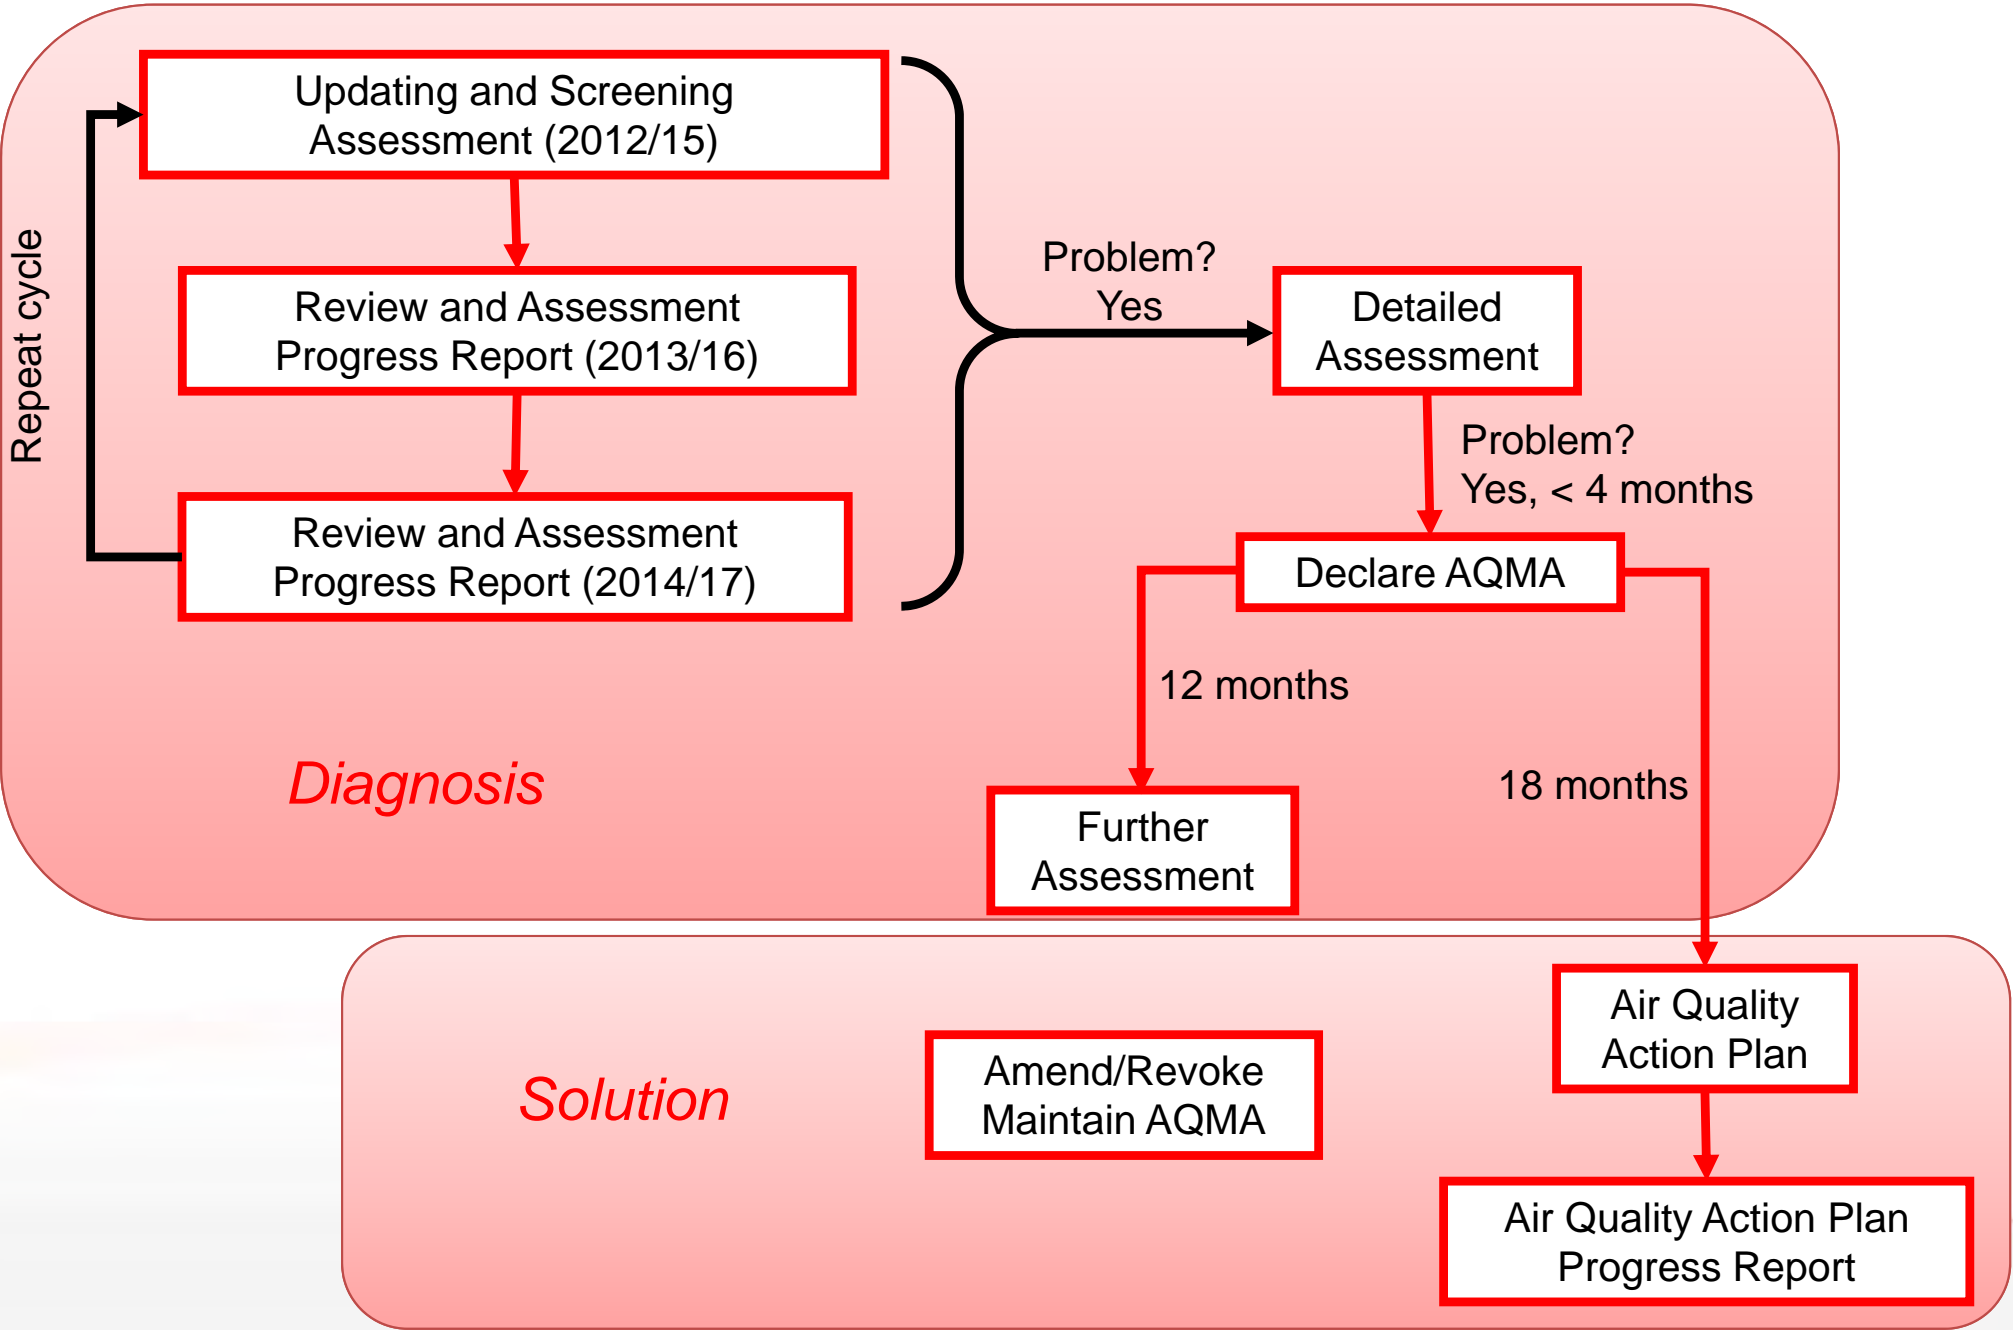 Updating and Screening
Assessment (2012/15)
Repeat cycle
Review and Assessment
Progress Report (2013/16)
Review and Assessment
Progress Report (2014/17)
Problem?
Yes
Detailed
Assessment
Problem?
Yes, < 4 months
Declare AQMA
12 months
18 months
Further
Assessment
Diagnosis
Solution
Amend/Revoke
Maintain AQMA
Air Quality
Action Plan
Air Quality Action Plan
Progress Report